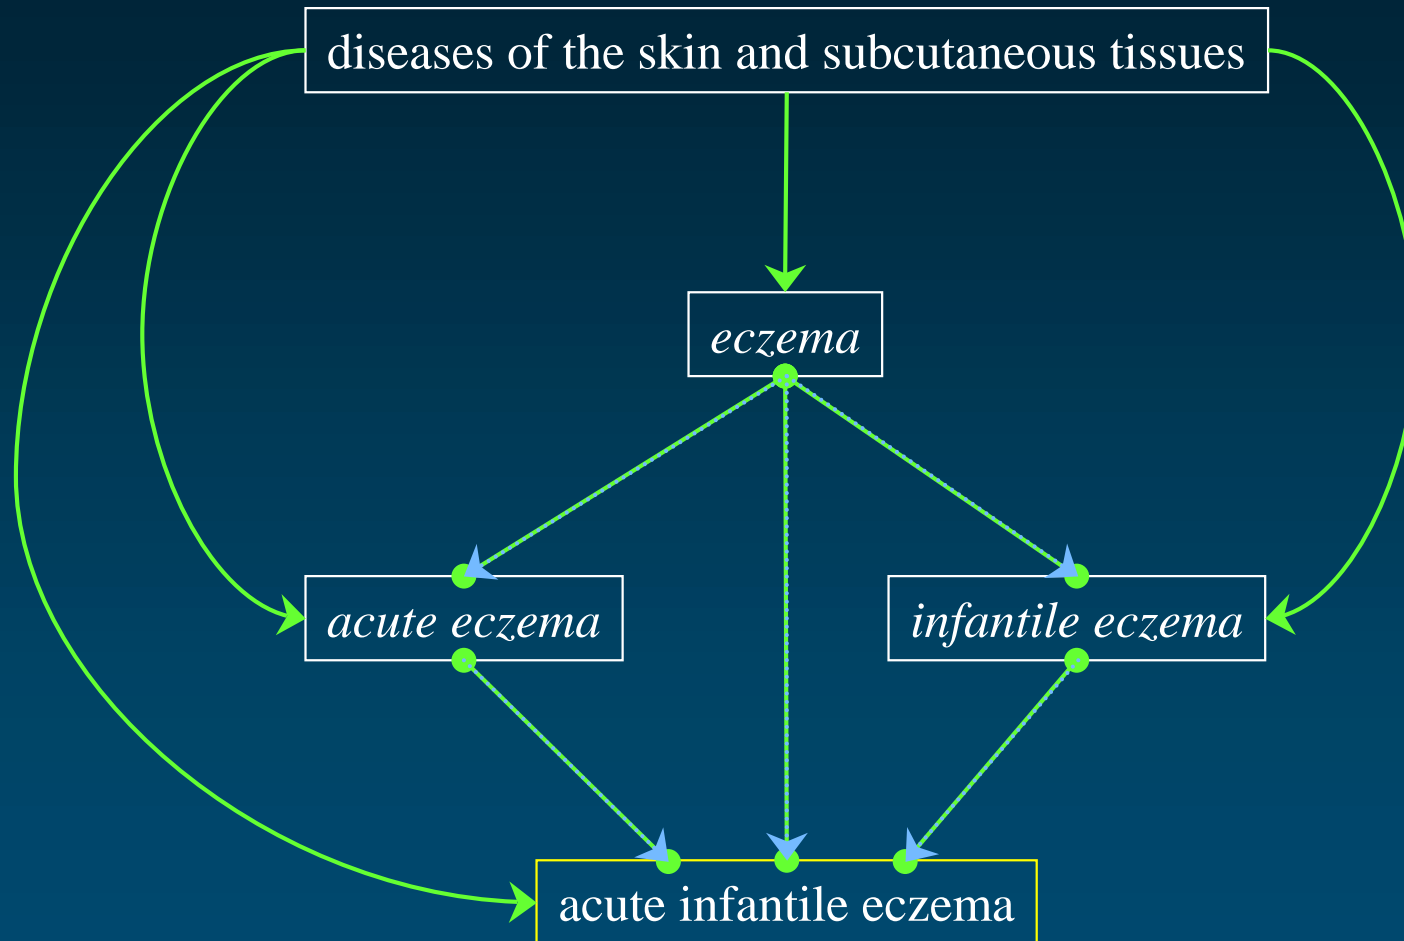 diseases of the skin and subcutaneous tissues
eczema
acute eczema
infantile eczema
acute infantile eczema